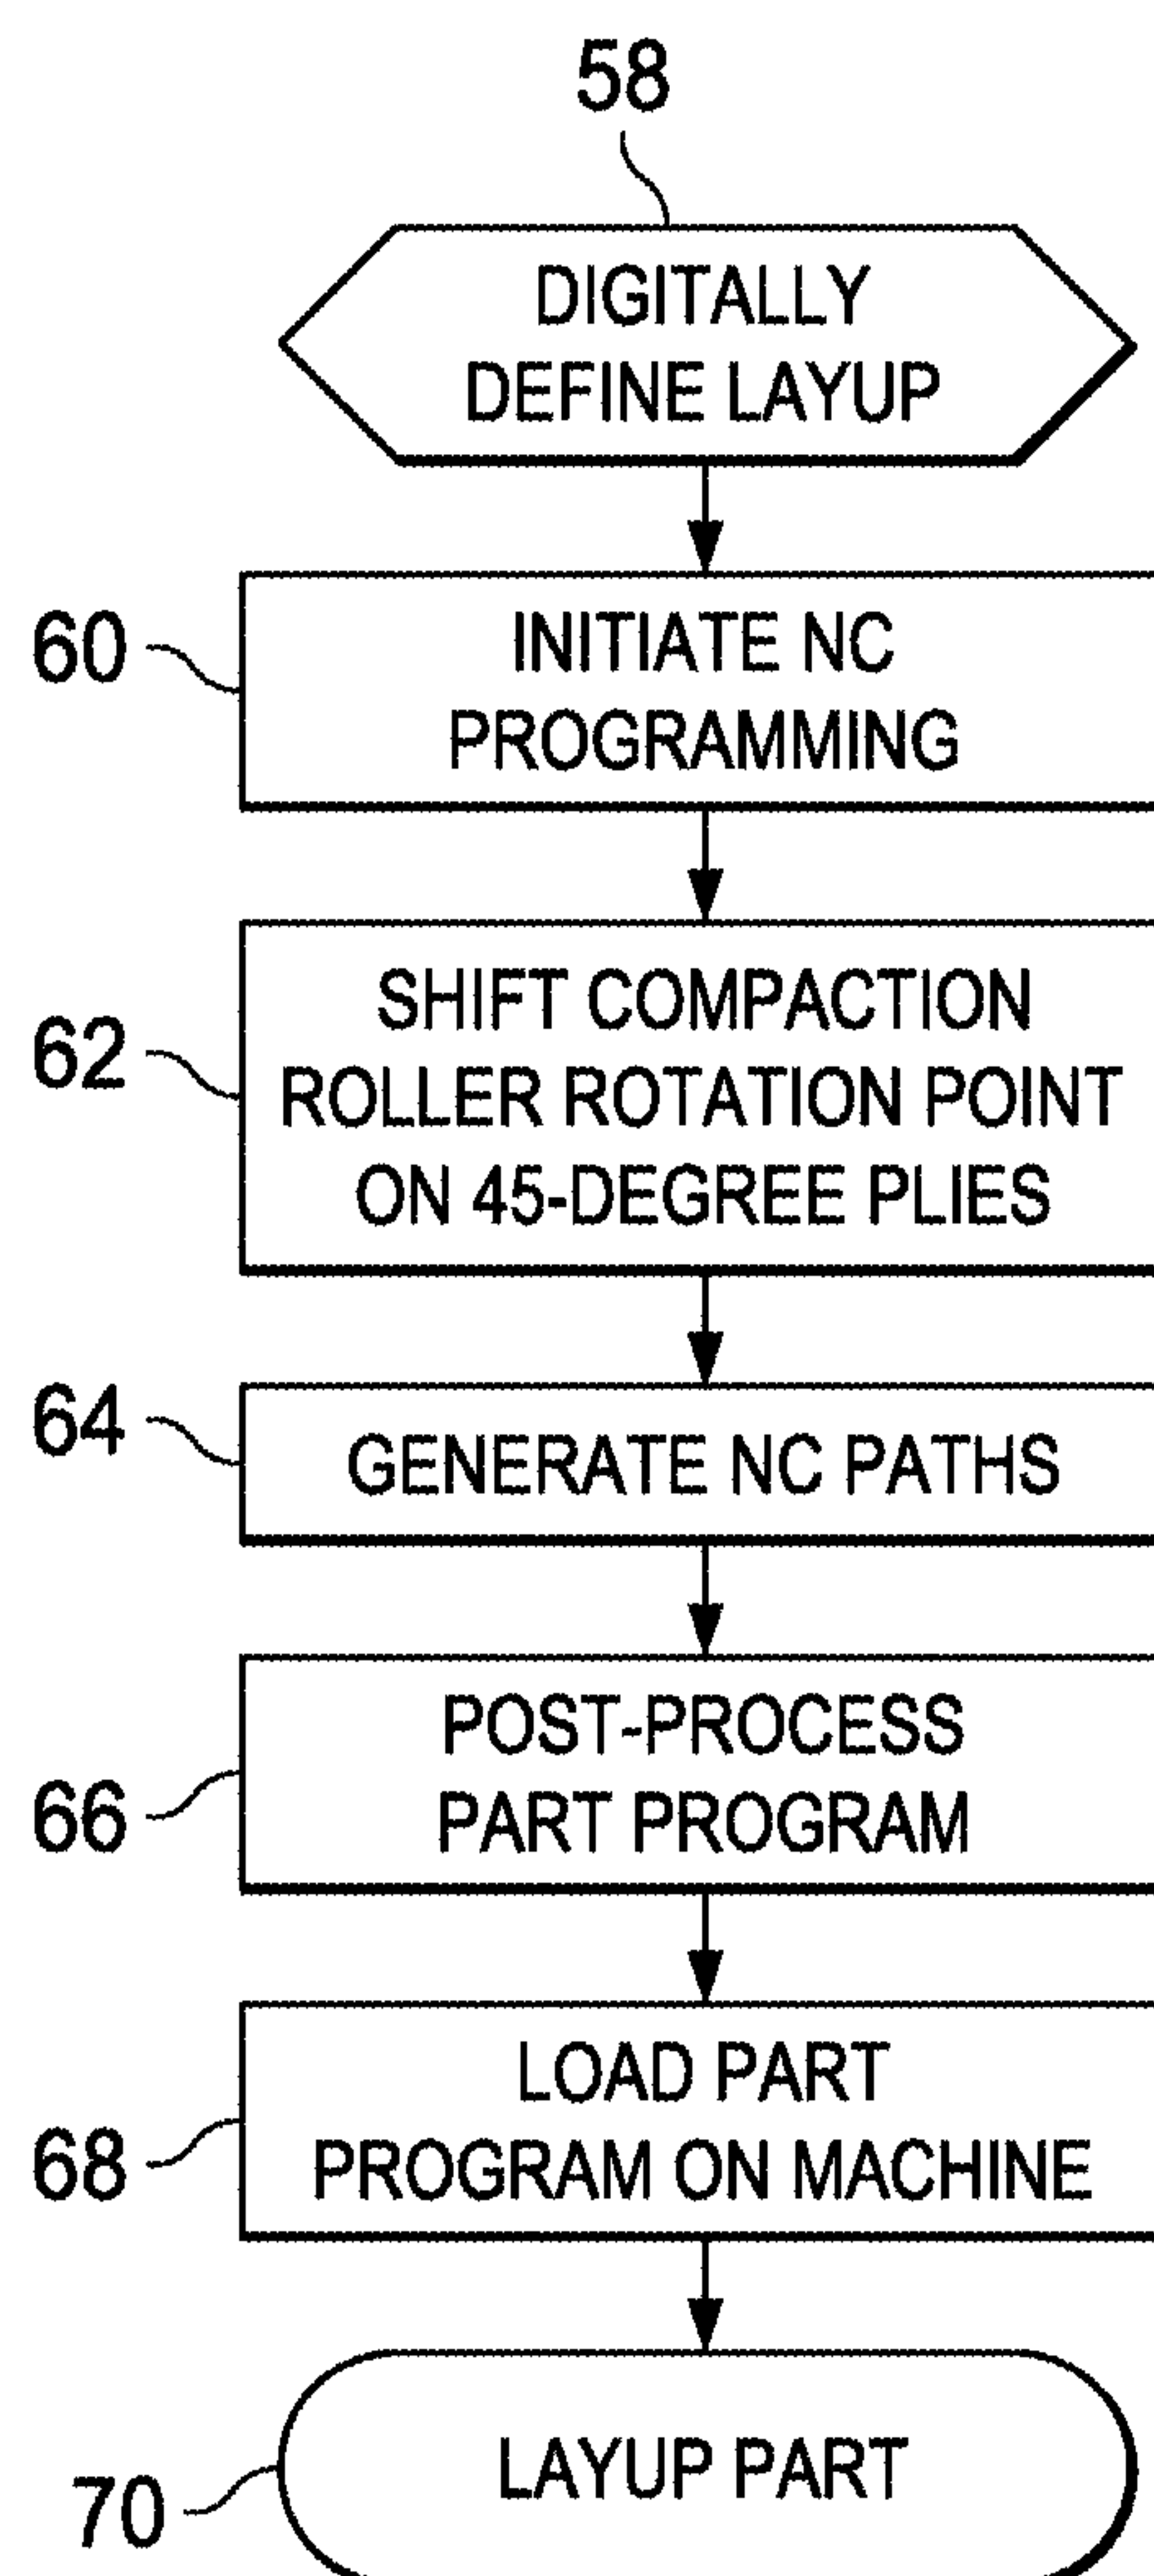 58
DIGITALLY
DEFINE LAYUP
60
INITIATE NC
PROGRAMMING
62
SHIFT COMPACTION
ROLLER ROTATION POINT
ON 45-DEGREE PLIES
64
GENERATE NC PATHS
66
POST-PROCESS
PART PROGRAM
68
LOAD PART
PROGRAM ON MACHINE
70
LAYUP PART